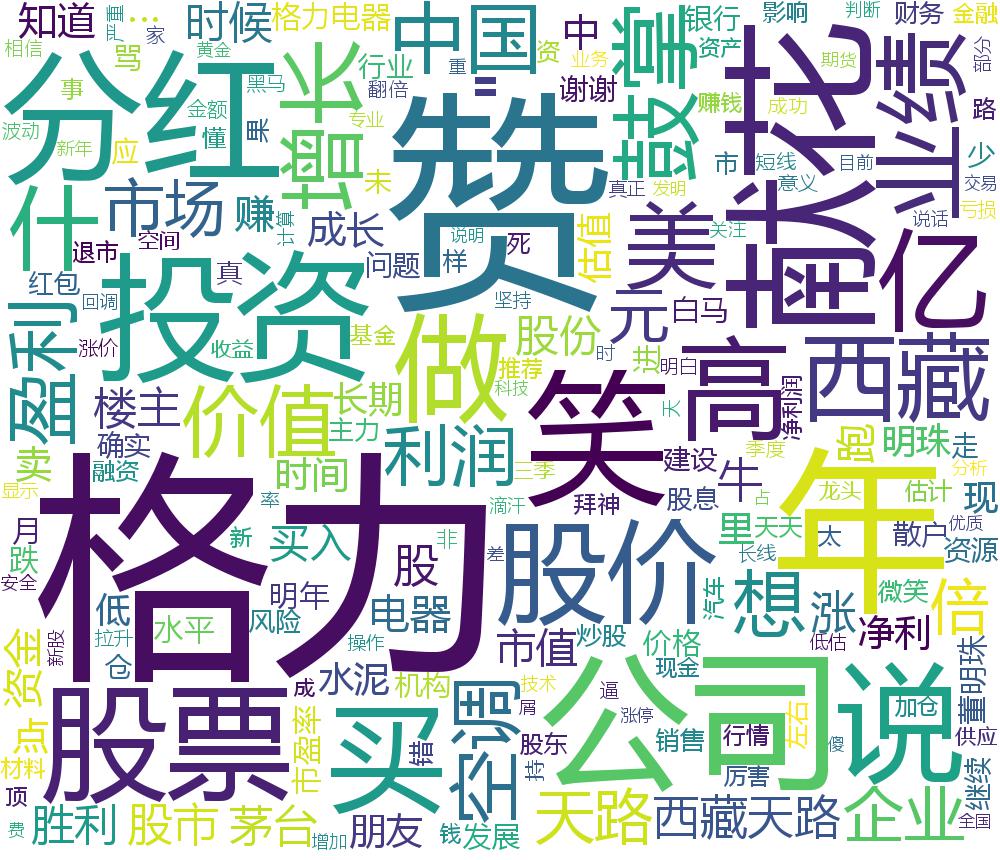 知道
严重
家
…
时候
格力电器
中国
中
鼓掌
银行
影响
判断
财务
金融
相信
骂
黄金
黑马
行业
资
业务
资产
献花
期货
业绩
部分
分红
事
金额
增长
翻倍
重
谢谢
赚钱
成功
路
波动
懂
果
专业
赞
新年
应
未
市
短线
目前
少
什
市场
赚
计算
真正
发明
意义
交易
说话
亏损
退市
空间
成长
说明
死
估值
美
关注
南
亿
红包
回调
真
问题
样
坚持
元
白马
投资
涨价
收益
基金
做
股份
时
进
明白
西藏
盈利
楼主
价值
长期
主力
推荐
科技
笑
高
天
净利润
确实
利润
跑
明珠
走
卖
融资
时间
三季
建设
季度
分析
显示
格力
率
滴汗
拜神
股息
牛
年
龙头
估计
现
月
新
买入
股
非
占
里
天天
太
散户
优质
跌
差
股价
长线
资源
安全
低
明年
电器
汽车
想
涨
微笑
倍
拉升
水平
风险
操作
市值
炒股
价格
低估
净利
新股
仓
资金
水泥
机构
现金
董明珠
股票
成
买
空调
技术
逼
公司
说
加仓
点
市盈率
错
屑
涨停
左右
供应
材料
股东
销售
行情
顶
持
厉害
傻
继续
费
胜利
股市
茅台
增加
朋友
钱
发展
天路
西藏天路
企业
全国